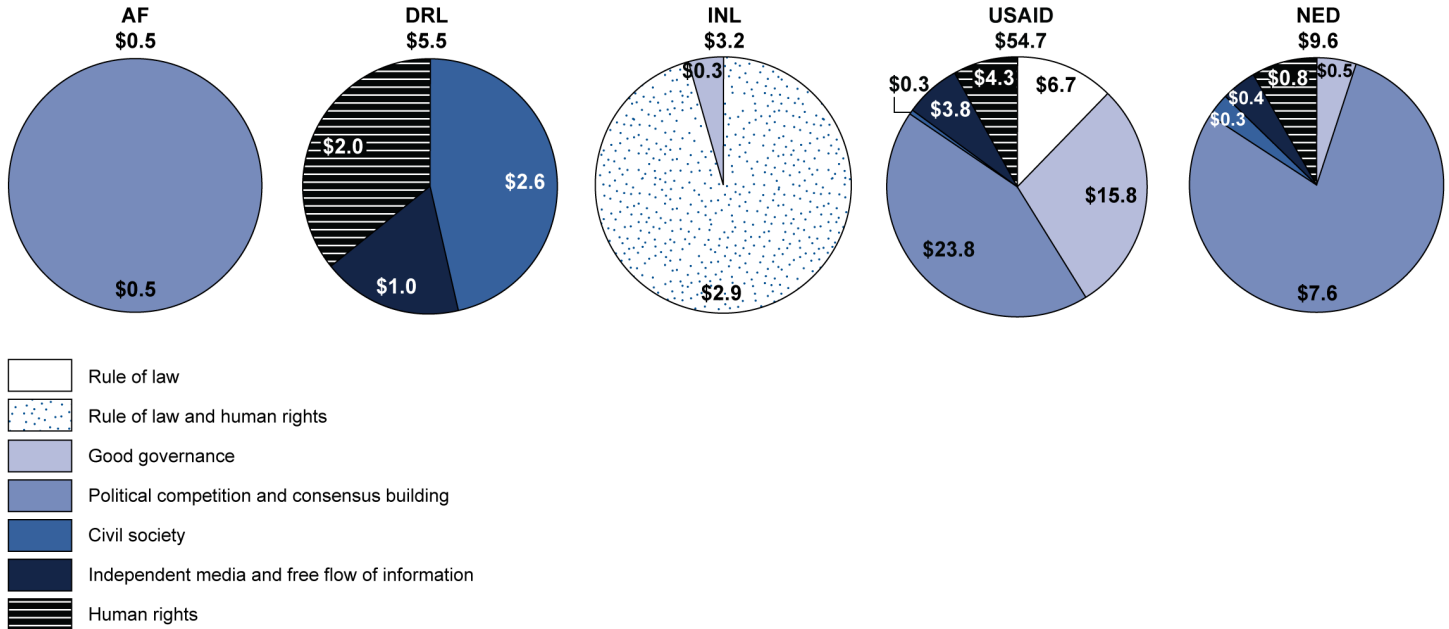 AF
$0.5
$0.5
DRL
$5.5
$2.0
$2.6
$1.0
INL
$3.2
$0.3
$2.9
USAID
$54.7
$0.3
$3.8
$4.3
$6.7
$15.8
$23.8
NED
$9.6
$0.3
$0.4
$0.8
$0.5
$7.6
Rule of law
Rule of law and human rights
Good governance
Political competition and consensus building
Civil society
Independent media and free flow of information
Human rights